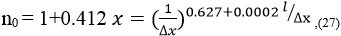 n₀ = 1+0.412 x = (1/Δx)^0.627+0.0002 l/Δx ,(27)